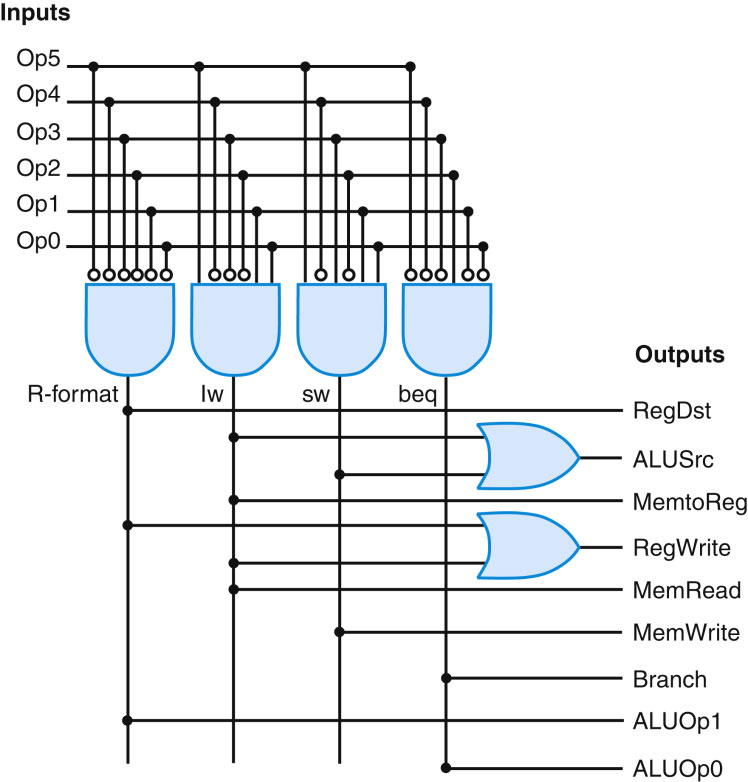 Inputs
Op5
Op4
Op3
Op2
Op1
Op0
Outputs
R-format lw sw beq
RegDst
ALUSrc
MemtoReg
RegWrite
MemRead
MemWrite
Branch
ALUOp1
ALUOp0